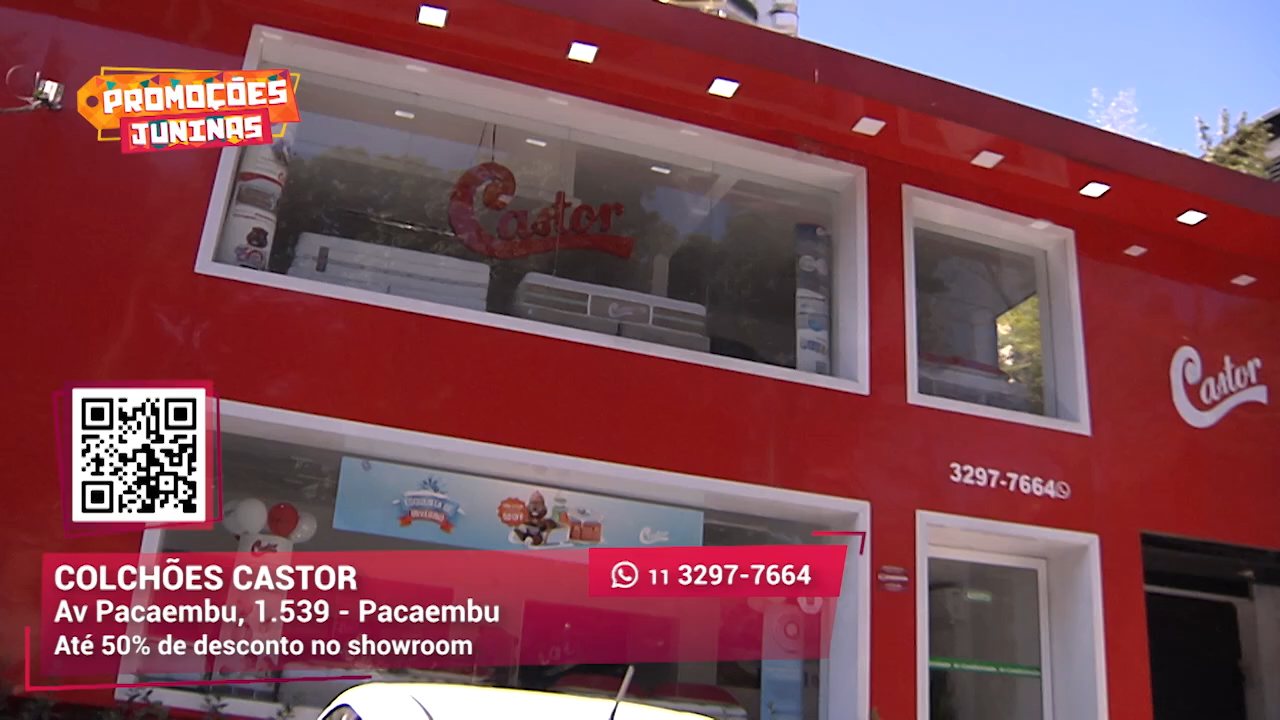 PROMOÇÕES
JUNINAS
Castor
Castor
3297-7664
Castor
COLCHÕES CASTOR
11 3297-7664
Av Pacaembu, 1.539 - Pacaembu
Até 50% de desconto no showroom